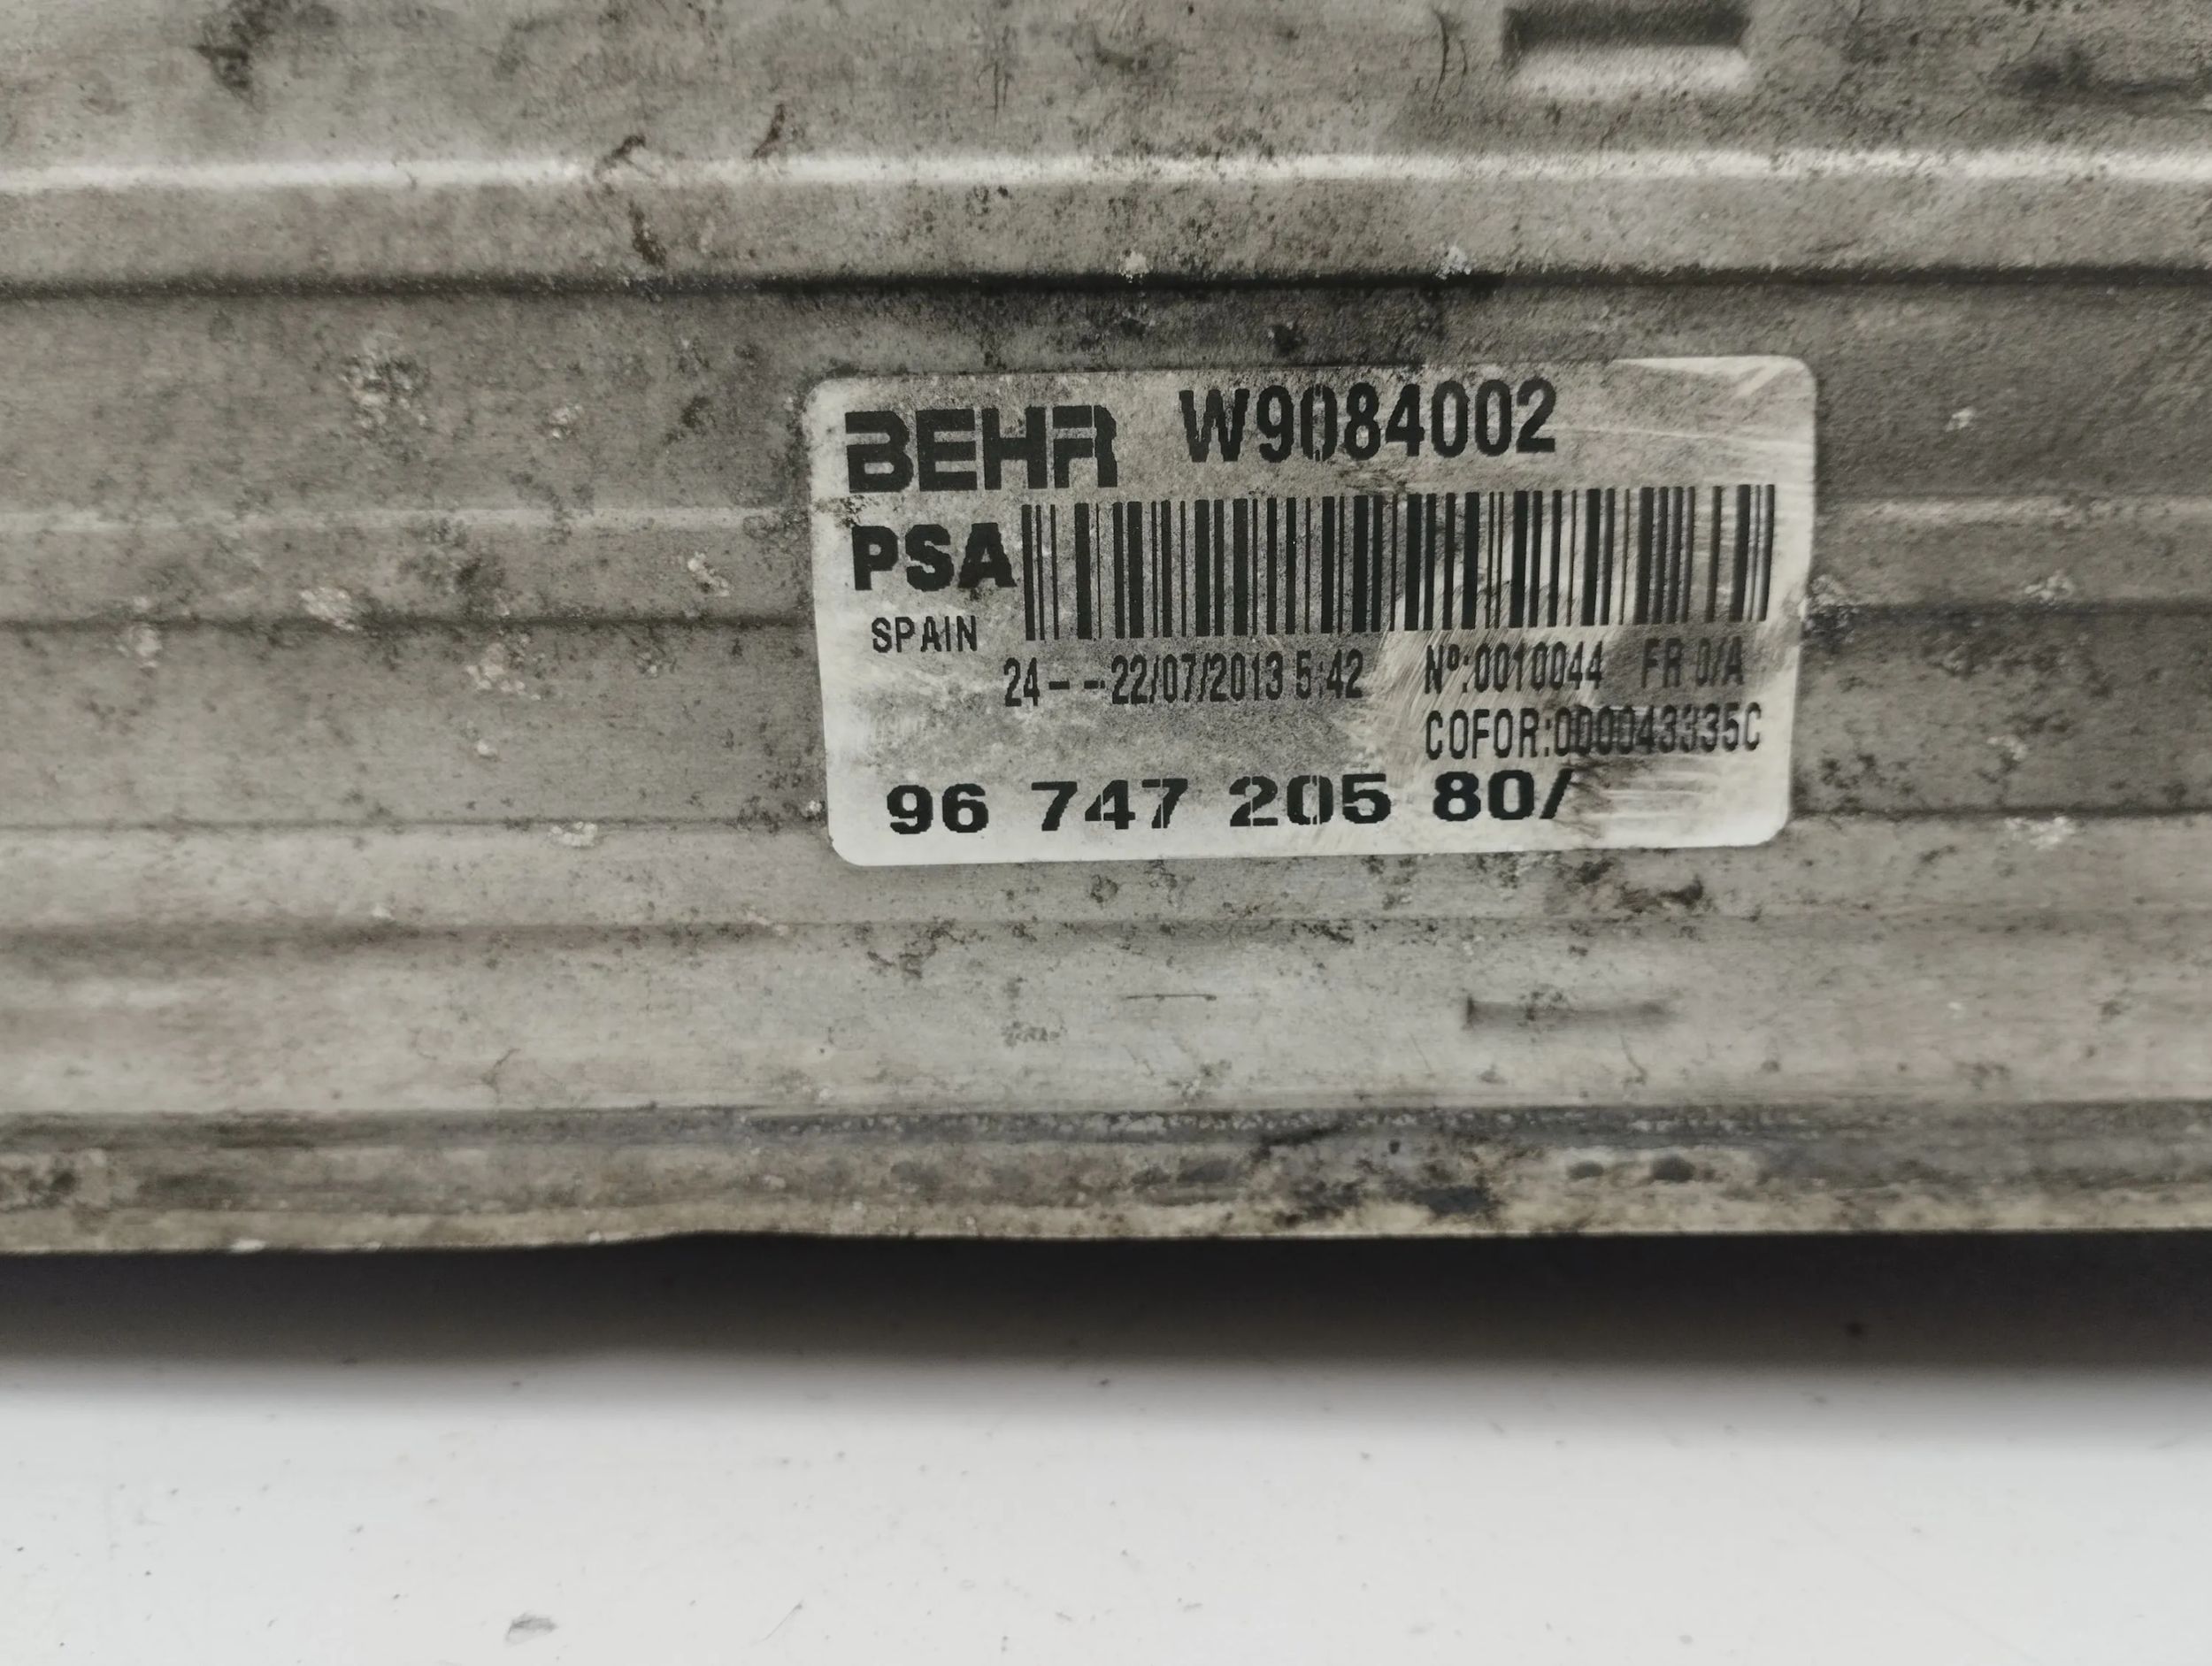 BEHR W9084002
PSA
SPAIN
24- -22/07/2013 5:42 Nº:0010044 FR 0/A
COFOR:000043335C
96 747 205 80/